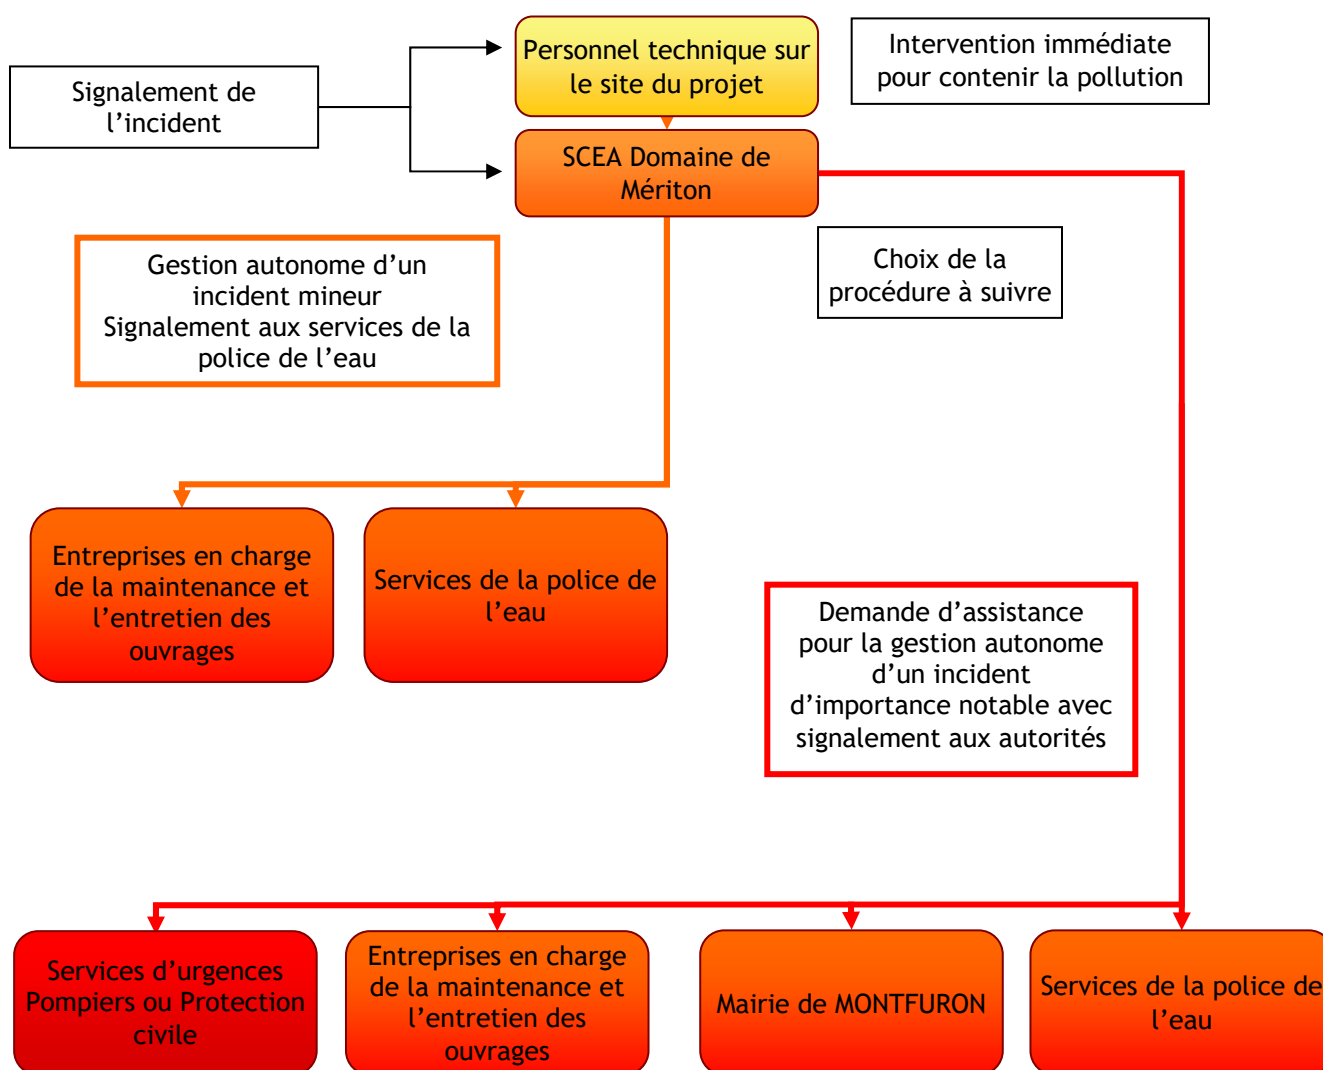 Signalement de
l'incident
Personnel technique sur
le site du projet
Intervention immédiate
pour contenir la pollution
SCEA Domaine de
Mériton
Gestion autonome d'un
incident mineur
Signalement aux services de la
police de l'eau
Choix de la
procédure à suivre
Entreprises en charge
de la maintenance et
l'entretien des
ouvrages
Services de la police de
l'eau
Demande d'assistance
pour la gestion autonome
d'un incident
d'importance notable avec
signalement aux autorités
Services d'urgences
Pompiers ou Protection
civile
Entreprises en charge
de la maintenance et
l'entretien des
ouvrages
Mairie de MONTFURON
Services de la police de
l'eau